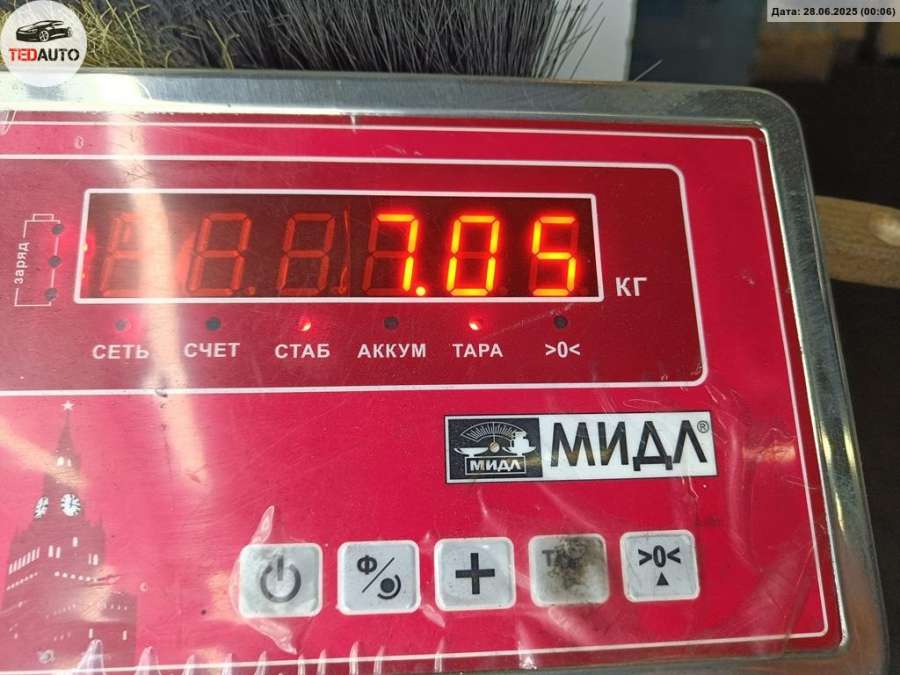 TEDAUTO
Дата: 28.06.2025 (00:06)
заряд
7.05
КГ
СЕТЬ СЧЕТ СТАБ АККУМ ТАРА >0<
МИДЛ МИДЛ®
Ф/ + >0<